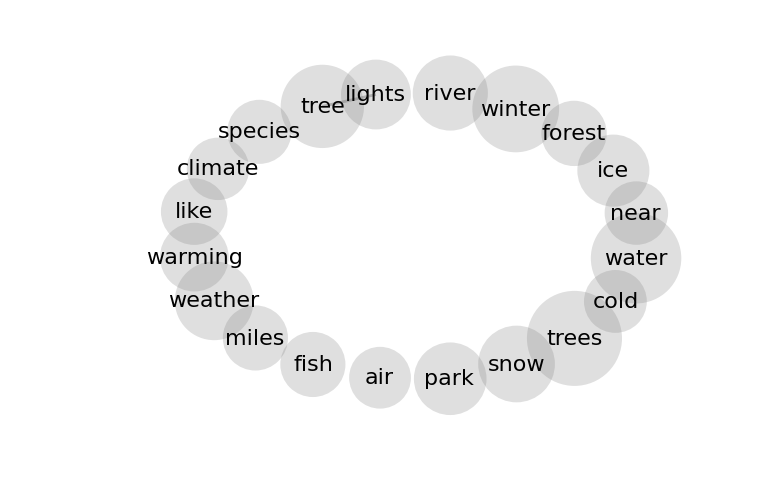 lights
river
tree
winter
species
forest
climate
ice
like
near
warming
water
weather
cold
miles
trees
fish
snow
air
park